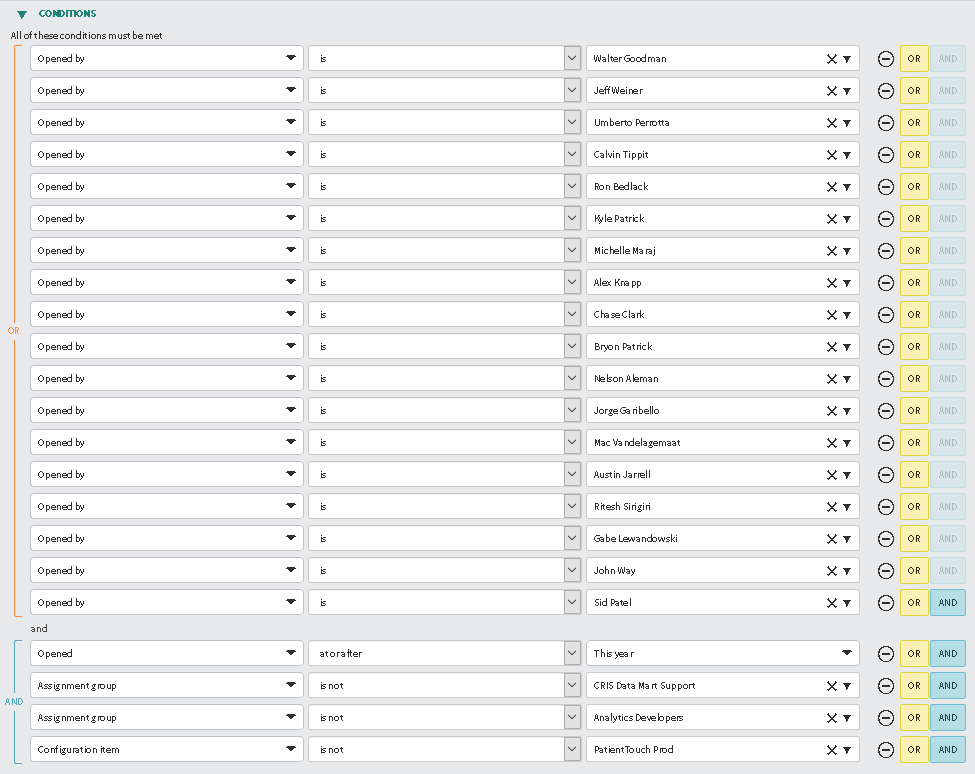 CONDITIONS
All of these conditions must be met
Opened by is Walter Goodman OR AND
Opened by is Jeff Weiner OR AND
Opened by is Umberto Perrotta OR AND
Opened by is Calvin Tippit OR AND
Opened by is Ron Bedlack OR AND
Opened by is Kyle Patrick OR AND
Opened by is Michelle Maraj OR AND
Opened by is Alex Knapp OR AND
Opened by is Chase Clark OR AND
OR
Opened by is Bryon Patrick OR AND
Opened by is Nelson Aleman OR AND
Opened by is Jorge Garibello OR AND
Opened by is Mac Vandelagemaat OR AND
Opened by is Austin Jarrell OR AND
Opened by is Ritesh Sirigiri OR AND
Opened by is Gabe Lewandowski OR AND
Opened by is John Way OR AND
Opened by is Sid Patel OR AND
and
Opened at or after This year OR AND
Assignment group is not CRIS Data Mart Support OR AND
AND
Assignment group is not Analytics Developers OR AND
Configuration item is not PatientTouch Prod OR AND